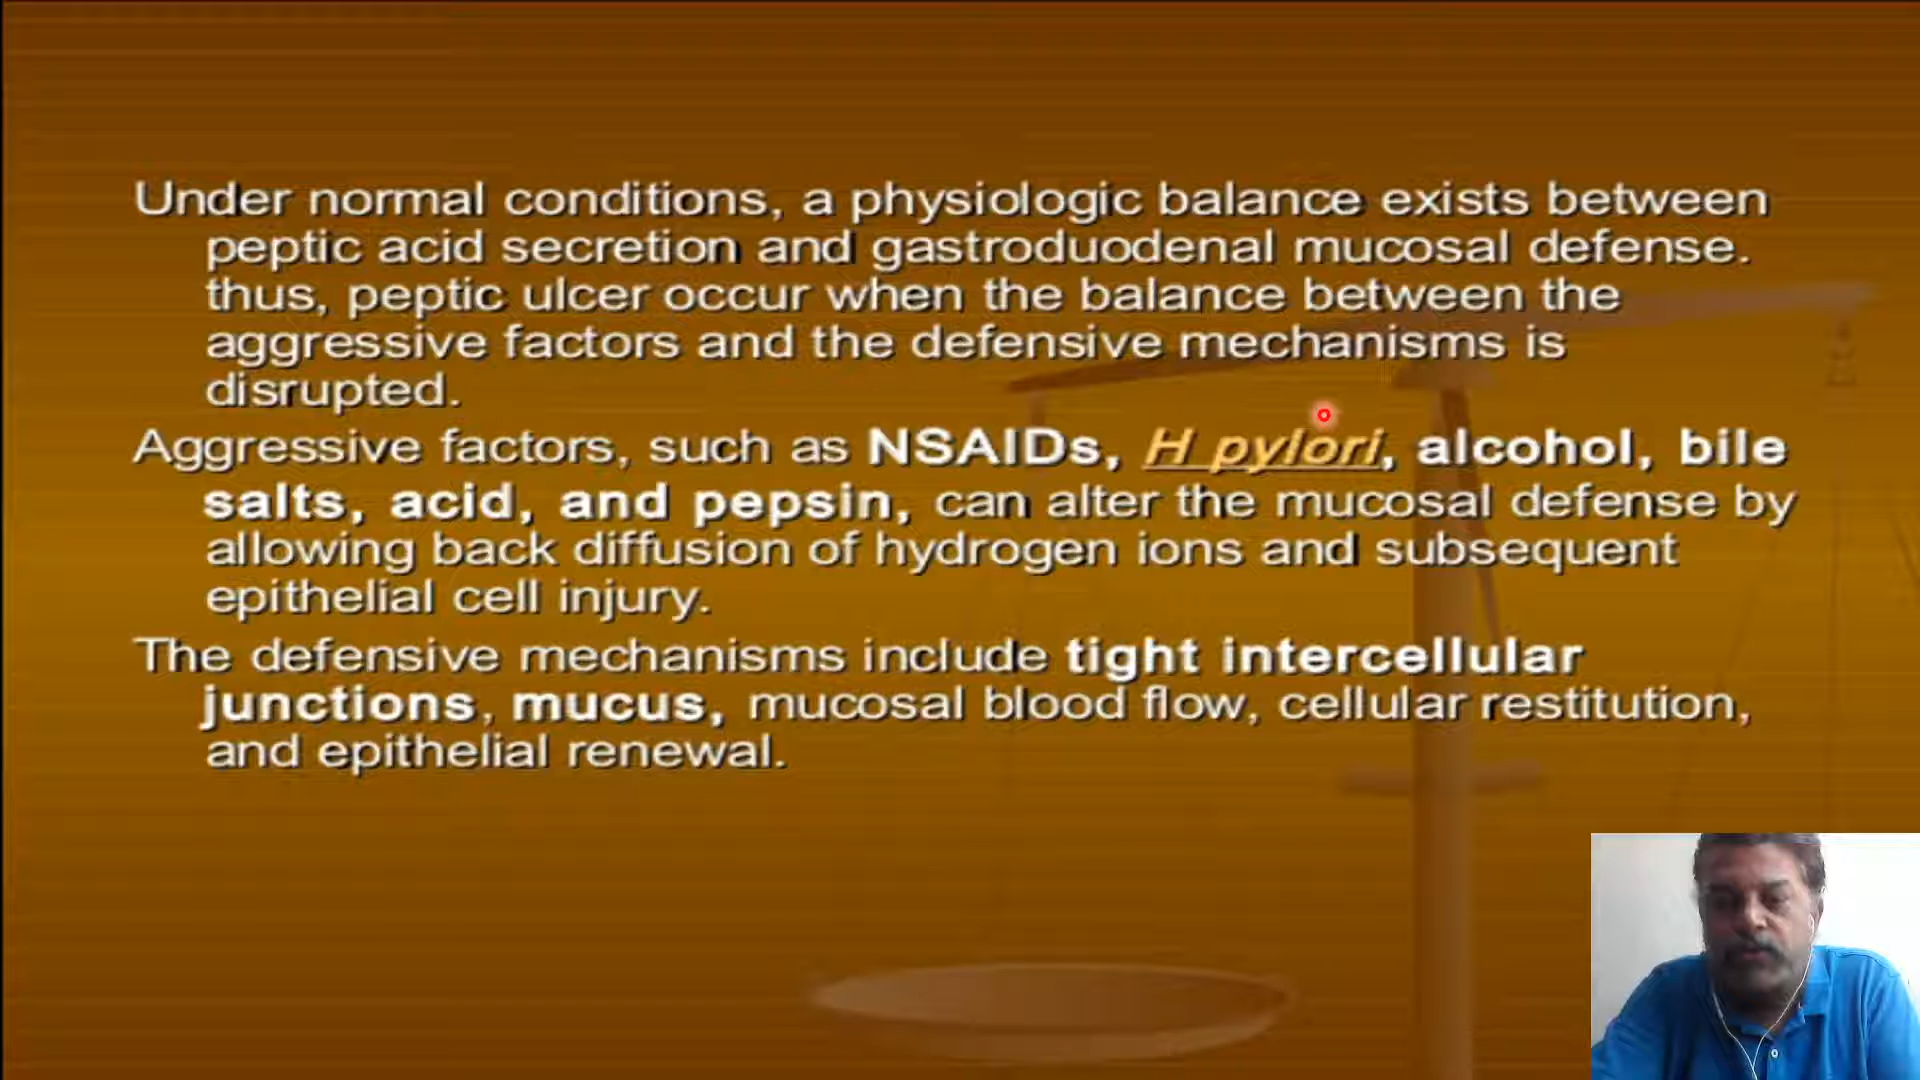 Under normal conditions, a physiologic balance exists between
peptic acid secretion and gastroduodenal mucosal defense.
thus, peptic ulcer occur when the balance between the
aggressive factors and the defensive mechanisms is
disrupted.
Aggressive factors, such as NSAIDs, H pylori, alcohol, bile
salts, acid, and pepsin, can alter the mucosal defense by
allowing back diffusion of hydrogen ions and subsequent
epithelial cell injury.
The defensive mechanisms include tight intercellular
junctions, mucus, mucosal blood flow, cellular restitution,
and epithelial renewal.